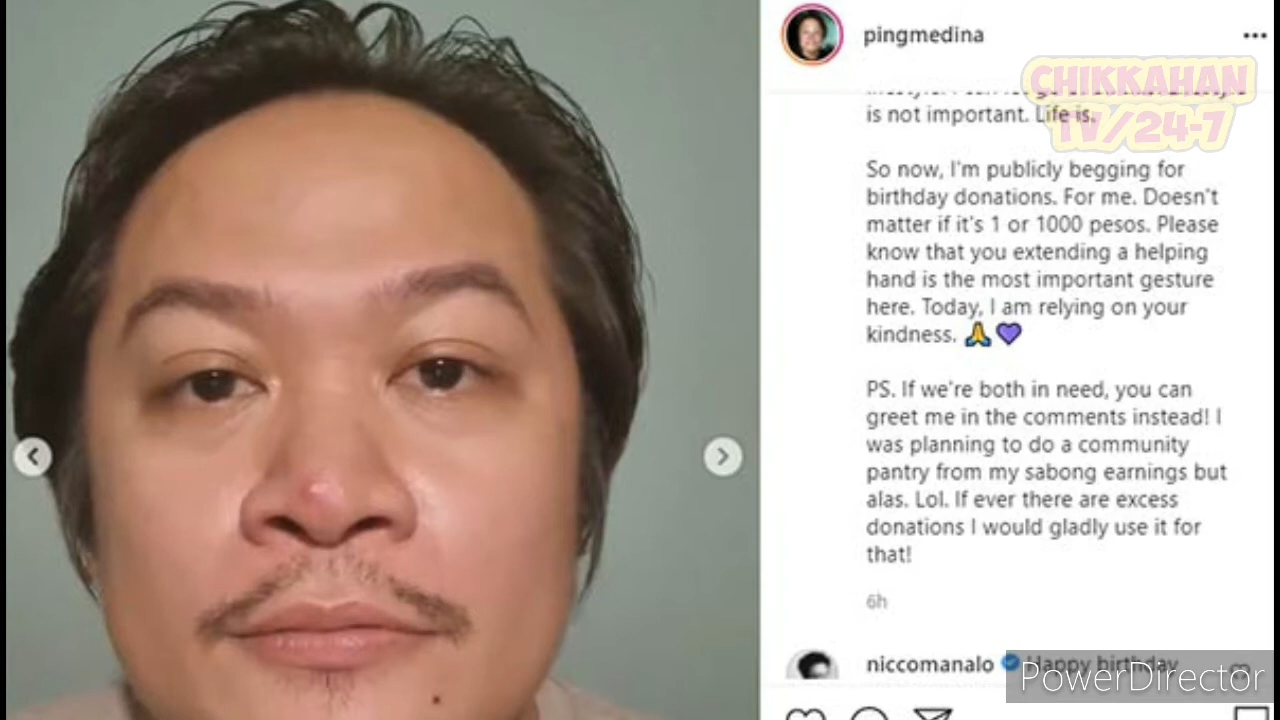 pingmedina
CHIKKAHAN
TV/24-7
is not important. Life is.
So now, I'm publicly begging for
birthday donations. For me. Doesn't
matter if it's 1 or 1000 pesos. Please
know that you extending a helping
hand is the most important gesture
here. Today, I am relying on your
kindness. 🙏💜
PS. If we're both in need, you can
greet me in the comments instead! I
was planning to do a community
pantry from my sabong earnings but
alas. Lol. If ever there are excess
donations I would gladly use it for
that!
6h
niccomanalo Happy birthday
PowerDirector